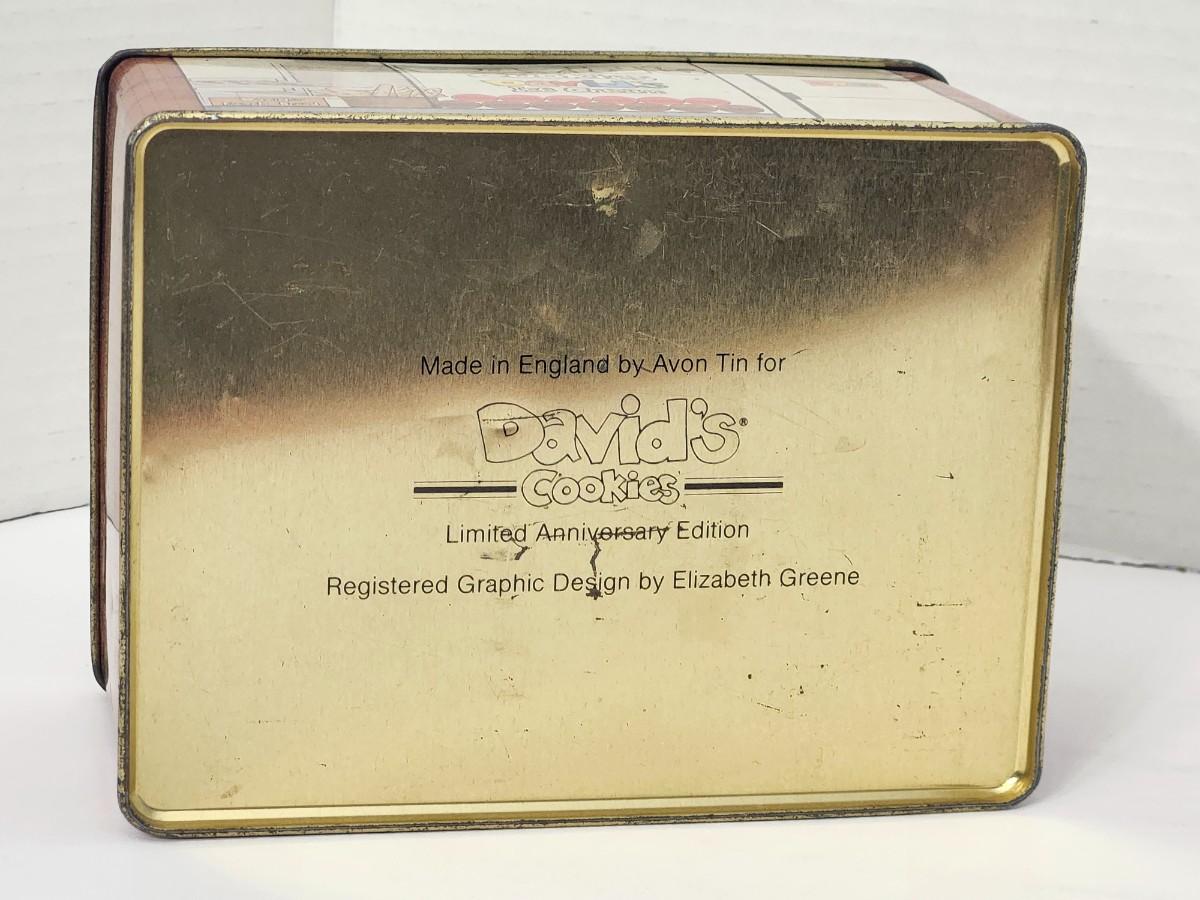 Made in England by Avon Tin for
David's®
Cookies
Limited Anniversary Edition
Registered Graphic Design by Elizabeth Greene